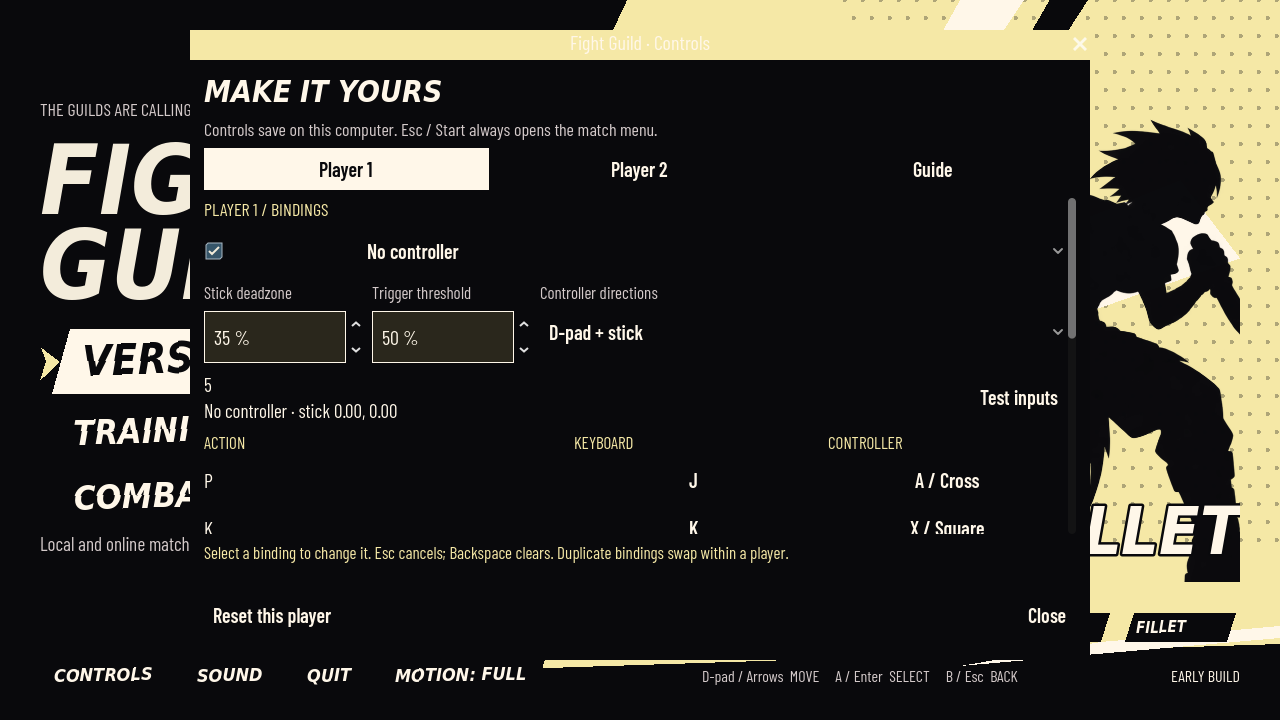 Fight Guild - Controls
MAKE IT YOURS
Controls save on this computer. Esc / Start always opens the match menu.
Player 1
Player 2
Guide
PLAYER 1 / BINDINGS
No controller
Stick deadzone
Trigger threshold
Controller directions
35 %
50 %
D-pad + stick
5
No controller · stick 0.00, 0.00
Test inputs
ACTION
KEYBOARD
CONTROLLER
P
J
A / Cross
K
K
X / Square
Select a binding to change it. Esc cancels; Backspace clears. Duplicate bindings swap within a player.
Reset this player
Close
THE GUILDS ARE CALLING
FIG
GUI
VERS
TRAINI
COMBA
Local and online match
LLET
FILLET
CONTROLS
SOUND
QUIT
MOTION: FULL
D-pad / Arrows MOVE
A / Enter SELECT
B / Esc BACK
EARLY BUILD